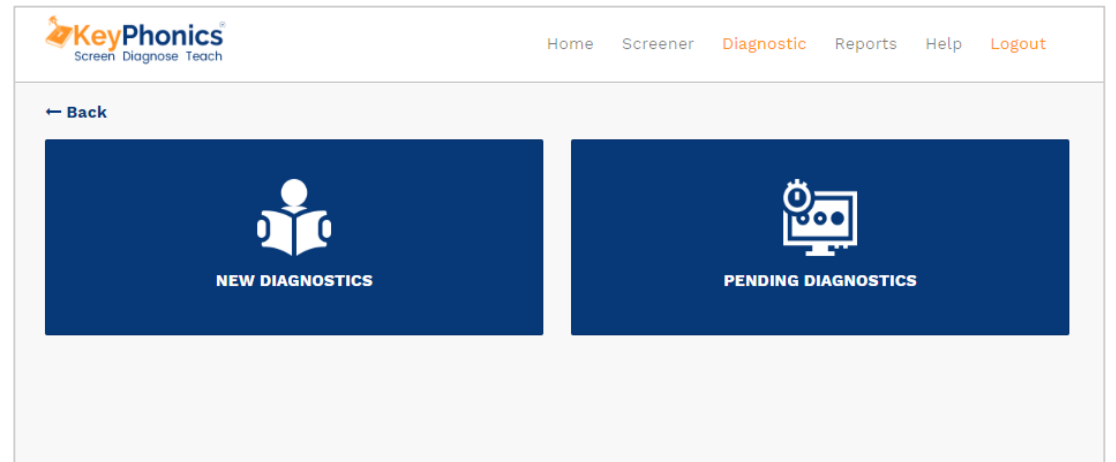 KeyPhonics®
Screen Diagnose Teach
Home Screener Diagnostic Reports Help Logout
← Back
NEW DIAGNOSTICS
PENDING DIAGNOSTICS